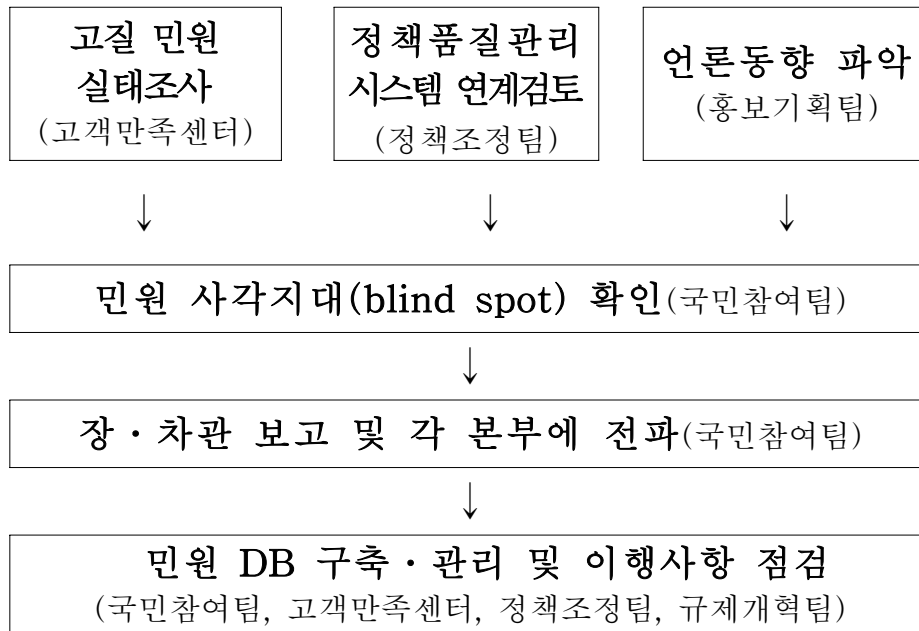 고질 민원
실태조사
(고객만족센터)
정책품질관리
시스템 연계검토
(정책조정팀)
언론동향 파악
(홍보기획팀)
↓ ↓ ↓
민원 사각지대(blind spot) 확인(국민참여팀)
↓
장·차관 보고 및 각 본부에 전파(국민참여팀)
↓
민원 DB 구축·관리 및 이행사항 점검
(국민참여팀, 고객만족센터, 정책조정팀, 규제개혁팀)